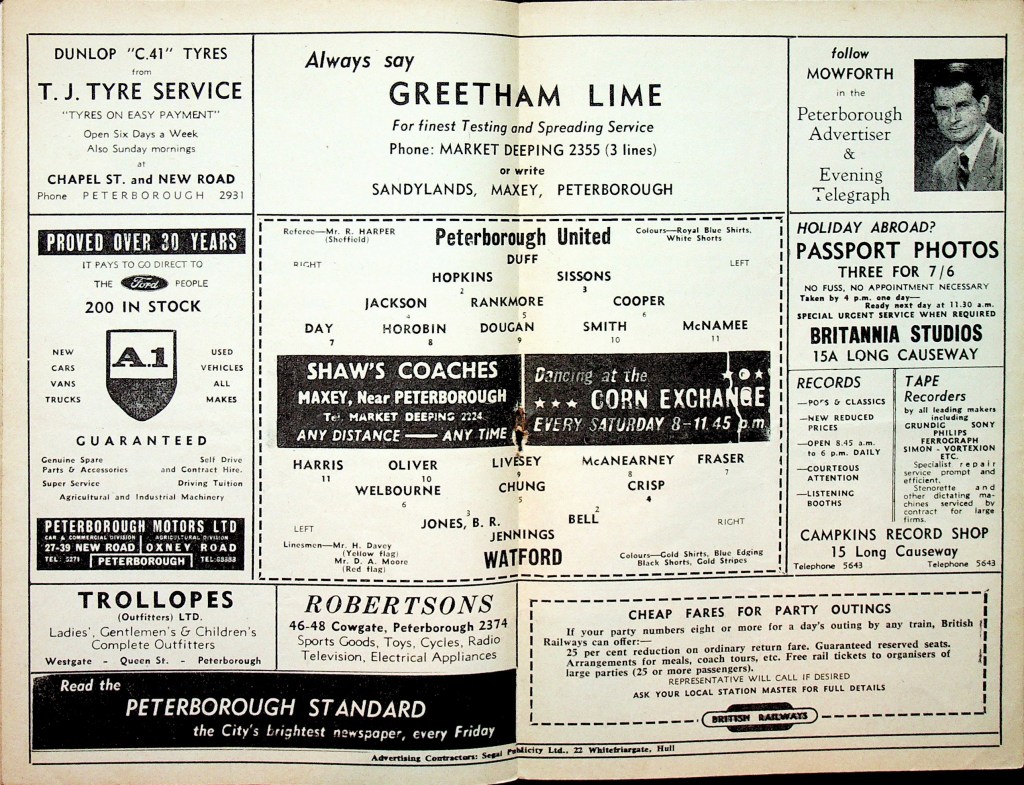 DUNLOP "C.41" TYRES
from
T. J. TYRE SERVICE
"TYRES ON EASY PAYMENT"
Open Six Days a Week
Also Sunday mornings
at
CHAPEL ST. and NEW ROAD
Phone PETERBOROUGH 2931
Always say
GREETHAM LIME
For finest Testing and Spreading Service
Phone: MARKET DEEPING 2355 (3 lines)
or write
SANDYLANDS, MAXEY, PETERBOROUGH
follow
MOWFORTH
in the
Peterborough
Advertiser
&
Evening
Telegraph
PROVED OVER 30 YEARS
IT PAYS TO GO DIRECT TO
THE Ford PEOPLE
200 IN STOCK
A.1
NEW
CARS
VANS
TRUCKS
USED
VEHICLES
ALL
MAKES
GUARANTEED
Genuine Spare
Parts & Accessories
Self Drive
and Contract Hire.
Super Service
Driving Tuition
Agricultural and Industrial Machinery
PETERBOROUGH MOTORS LTD
CAR & COMMERCIAL DIVISION AGRICULTURAL DIVISION
27-39 NEW ROAD OXNEY ROAD
TEL: 5271 PETERBOROUGH TEL:
Referee—Mr. R. HARPER
(Sheffield)
Peterborough United
Colours—Royal Blue Shirts,
White Shorts
RIGHT DUFF LEFT
HOPKINS SISSONS
2 3
JACKSON RANKMORE COOPER
4 5 6
DAY HOROBIN DOUGAN SMITH McNAMEE
7 8 9 10 11
SHAW'S COACHES
MAXEY, Near PETERBOROUGH
Tel. MARKET DEEPING 2224
ANY DISTANCE — ANY TIME
Dancing at the
CORN EXCHANGE
EVERY SATURDAY 8-11.45 p.m.
HARRIS OLIVER LIVESEY McANEARNEY FRASER
11 10 9 8 7
WELBOURNE CHUNG CRISP
6 5 4
3 2
JONES, B. R. BELL
LEFT JENNINGS RIGHT
Linesmen—Mr. H. Davey
(Yellow flag)
Mr. D. A. Moore
(Red flag)
WATFORD
Colours—Gold Shirts, Blue Edging
Black Shorts, Gold Stripes
HOLIDAY ABROAD?
PASSPORT PHOTOS
THREE FOR 7/6
NO FUSS, NO APPOINTMENT NECESSARY
Taken by 4 p.m. one day—
Ready next day at 11.30 a.m.
SPECIAL URGENT SERVICE WHEN REQUIRED
BRITANNIA STUDIOS
15A LONG CAUSEWAY
RECORDS
—POPS & CLASSICS
—NEW REDUCED
PRICES
—OPEN 8.45 a.m.
to 6 p.m. DAILY
—COURTEOUS
ATTENTION
—LISTENING
BOOTHS
TAPE
Recorders
by all leading makers
including
GRUNDIG SONY
PHILIPS
FERROGRAPH
SIMON - VORTEXION
ETC.
Specialist repair
service prompt and
efficient.
Stenorette and
other dictating ma-
chines serviced by
contract for large
firms.
CAMPKINS RECORD SHOP
15 Long Causeway
Telephone 5643 Telephone 5643
TROLLOPES
(Outfitters) LTD.
Ladies', Gentlemen's & Children's
Complete Outfitters
Westgate - Queen St. - Peterborough
ROBERTSONS
46-48 Cowgate, Peterborough 2374
Sports Goods, Toys, Cycles, Radio
Television, Electrical Appliances
Read the
PETERBOROUGH STANDARD
the City's brightest newspaper, every Friday
CHEAP FARES FOR PARTY OUTINGS
If your party numbers eight or more for a day's outing by any train, British
Railways can offer:—
25 per cent reduction on ordinary return fare. Guaranteed reserved seats.
Arrangements for meals, coach tours, etc. Free rail tickets to organisers of
large parties (25 or more passengers).
REPRESENTATIVE WILL CALL IF DESIRED
ASK YOUR LOCAL STATION MASTER FOR FULL DETAILS
BRITISH RAILWAYS
Advertising Contractors: Segal Publicity Ltd., 22 Whitefriargate, Hull